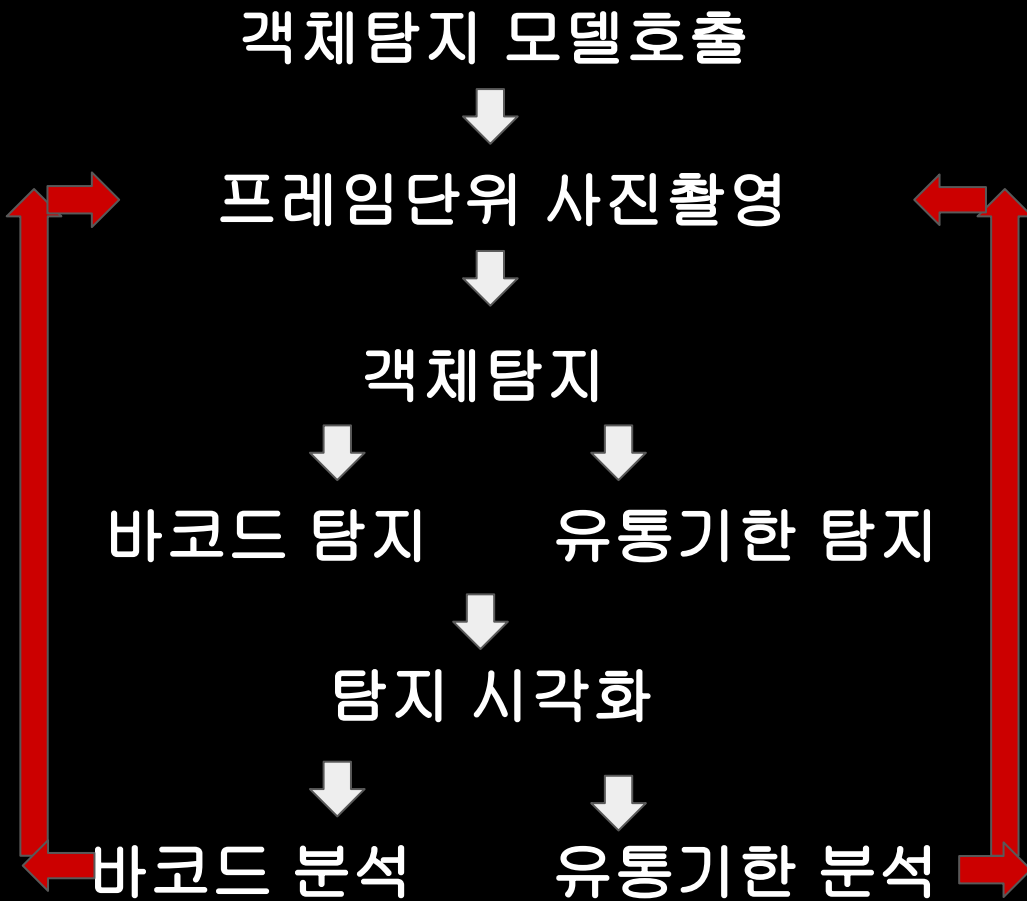 객체탐지 모델호출
프레임단위 사진촬영
객체탐지
바코드 탐지 유통기한 탐지
탐지 시각화
바코드 분석 유통기한 분석